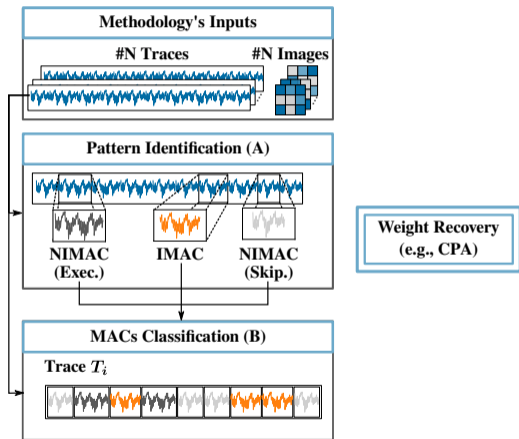 Methodology's Inputs
#N Traces #N Images
Pattern Identification (A)
NIMAC IMAC NIMAC
(Exec.) (Skip.)
Weight Recovery
(e.g., CPA)
MACs Classification (B)
Trace T_i